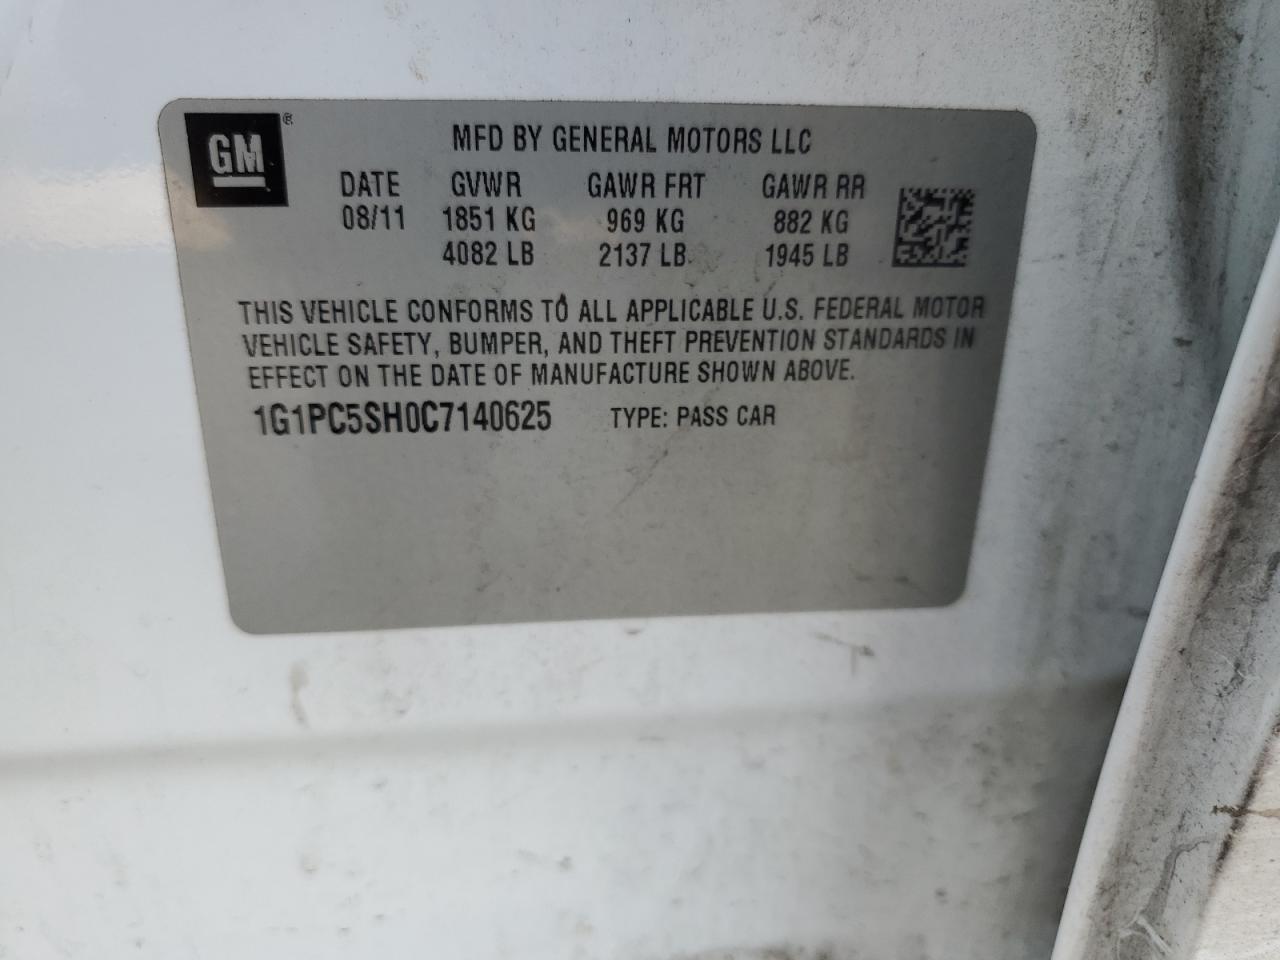 GM®
MFD BY GENERAL MOTORS LLC
DATE GVWR GAWR FRT GAWR RR
08/11 1851 KG 969 KG 882 KG
4082 LB 2137 LB 1945 LB
THIS VEHICLE CONFORMS TO ALL APPLICABLE U.S. FEDERAL MOTOR
VEHICLE SAFETY, BUMPER, AND THEFT PREVENTION STANDARDS IN
EFFECT ON THE DATE OF MANUFACTURE SHOWN ABOVE.
1G1PC5SH0C7140625 TYPE: PASS CAR